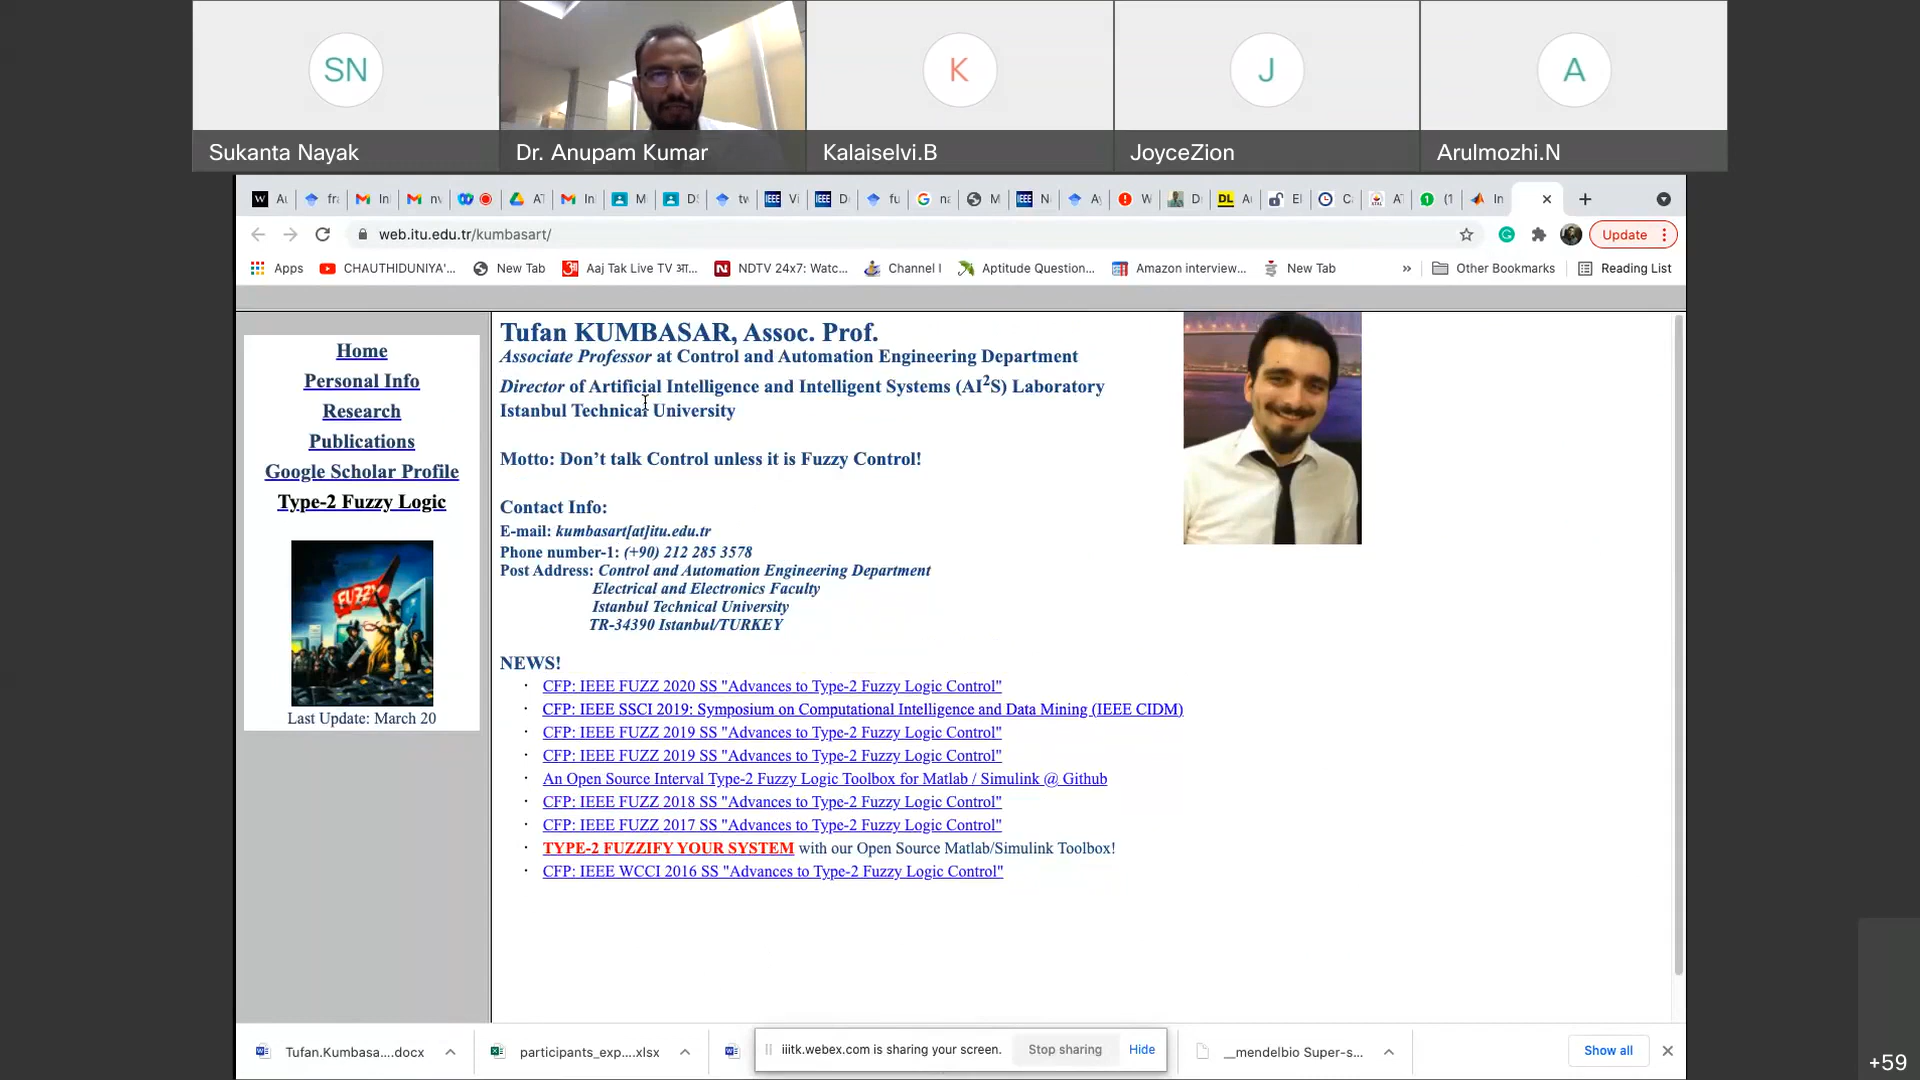 SN
K
J
A
Sukanta Nayak
Dr. Anupam Kumar
Kalaiselvi.B
JoyceZion
Arulmozhi.N
web.itu.edu.tr/kumbasart/
Update
Apps
CHAUTHIDUNIYA'...
New Tab
Aaj Tak Live TV आ...
NDTV 24x7: Watc...
Channel I
Aptitude Question...
Amazon interview...
New Tab
»
Other Bookmarks
Reading List
Home
Personal Info
Research
Publications
Google Scholar Profile
Type-2 Fuzzy Logic
FUZZY
Last Update: March 20
Tufan KUMBASAR, Assoc. Prof.
Associate Professor at Control and Automation Engineering Department
Director of Artificial Intelligence and Intelligent Systems (AI²S) Laboratory
Istanbul Technical University
Motto: Don’t talk Control unless it is Fuzzy Control!
Contact Info:
E-mail: kumbasart[at]itu.edu.tr
Phone number-1: (+90) 212 285 3578
Post Address: Control and Automation Engineering Department
Electrical and Electronics Faculty
Istanbul Technical University
TR-34390 Istanbul/TURKEY
NEWS!
· CFP: IEEE FUZZ 2020 SS "Advances to Type-2 Fuzzy Logic Control"
· CFP: IEEE SSCI 2019: Symposium on Computational Intelligence and Data Mining (IEEE CIDM)
· CFP: IEEE FUZZ 2019 SS "Advances to Type-2 Fuzzy Logic Control"
· CFP: IEEE FUZZ 2019 SS "Advances to Type-2 Fuzzy Logic Control"
· An Open Source Interval Type-2 Fuzzy Logic Toolbox for Matlab / Simulink @ Github
· CFP: IEEE FUZZ 2018 SS "Advances to Type-2 Fuzzy Logic Control"
· CFP: IEEE FUZZ 2017 SS "Advances to Type-2 Fuzzy Logic Control"
· TYPE-2 FUZZIFY YOUR SYSTEM with our Open Source Matlab/Simulink Toolbox!
· CFP: IEEE WCCI 2016 SS "Advances to Type-2 Fuzzy Logic Control"
Tufan.Kumbasa....docx
participants_exp....xlsx
iiitk.webex.com is sharing your screen.
Stop sharing
Hide
__mendelbio Super-s...
Show all
+59